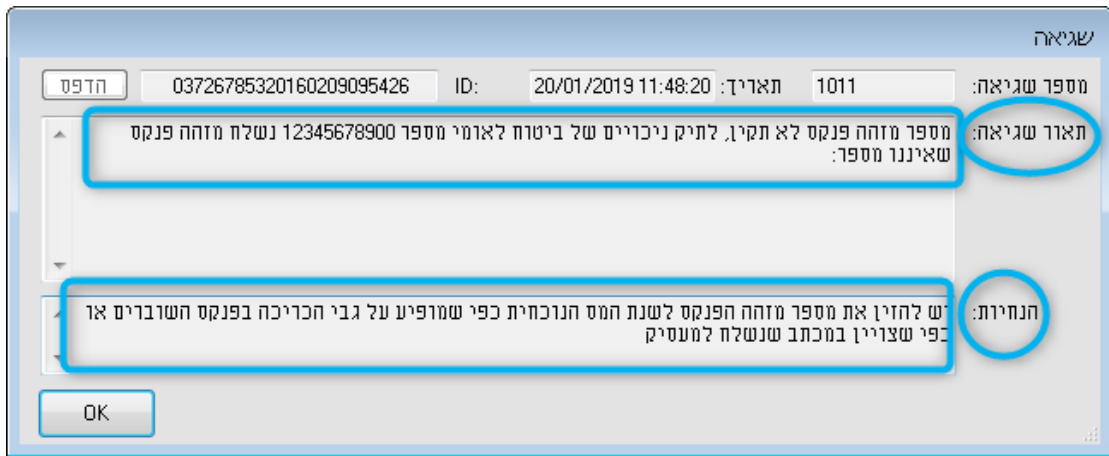 שגיאה
מספר שגיאה: 1011 תאריך: 20/01/2019 11:48:20 ID: 03726785320160209095426 הדפס
תאור שגיאה: מספר מזהה פנקס לא תקין, לתיק ניכויים של ביטוח לאומי מספר 12345678900 נשלח מזהה פנקס
שאיננו מספר:
הנחיות: יש להזין את מספר מזהה הפנקס לשנת המס הנוכחית כפי שמופיע על גבי הכריכה בפנקס השוברים או
כפי שצויין במכתב שנשלח למעסיק
OK